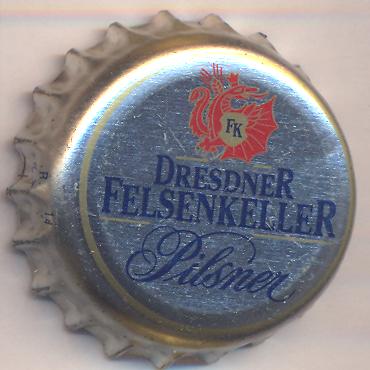 FK
DRESDNER
FELSENKELLER
Pilsner